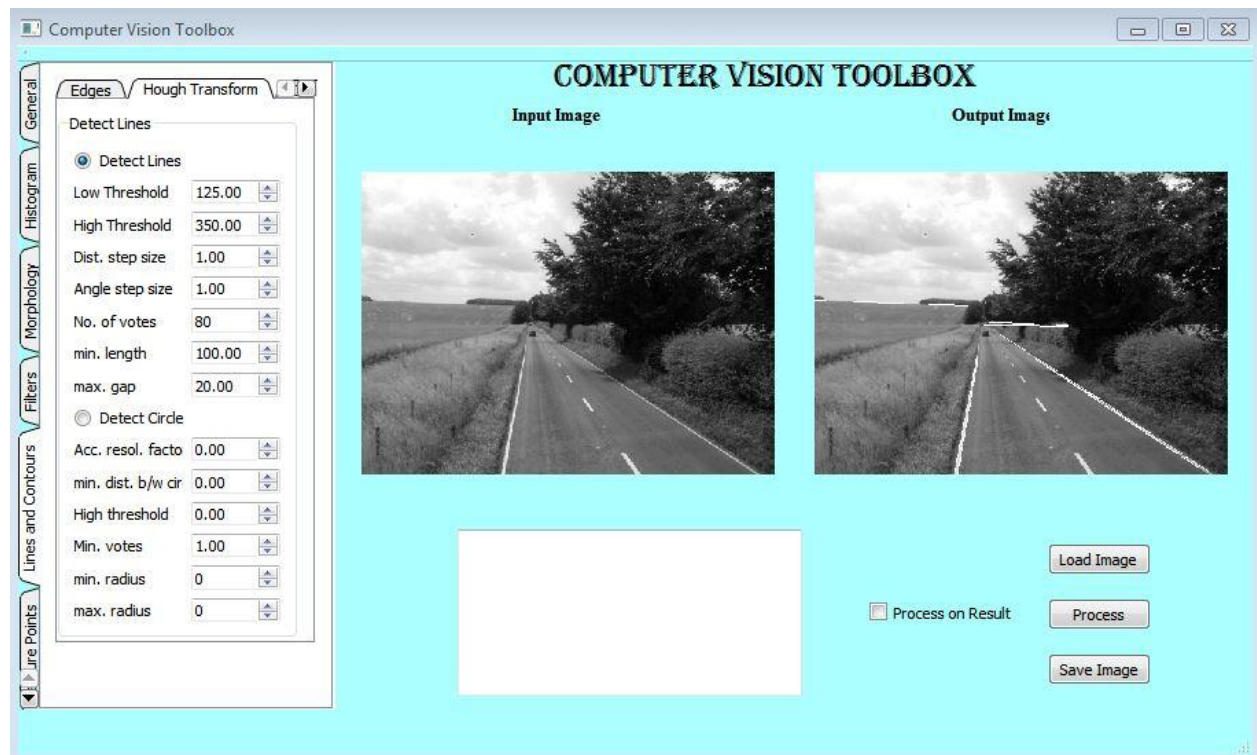 Computer Vision Toolbox
COMPUTER VISION TOOLBOX
General
Histogram
Morphology
Filters
Lines and Contours
ure Points
Edges
Hough Transform
Detect Lines
Detect Lines
Low Threshold 125.00
High Threshold 350.00
Dist. step size 1.00
Angle step size 1.00
No. of votes 80
min. length 100.00
max. gap 20.00
Detect Circle
Acc. resol. facto 0.00
min. dist. b/w cir 0.00
High threshold 0.00
Min. votes 1.00
min. radius 0
max. radius 0
Input Image
Output Image
Load Image
Process on Result
Process
Save Image